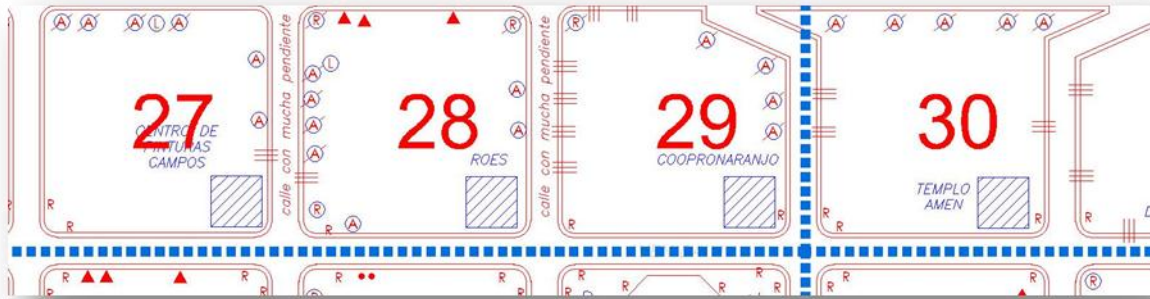 A A A L A
calle con mucha pendiente
R R
R
A
A L
A
A
A
A
A
A
R
A
27
CENTRO DE
PINTURAS
CAMPOS
R
R
28
ROES
R
calle con mucha pendiente
A
A
A
A
29
COOPRONARANJO
R
R
A A A A A
30
TEMPLO
AMEN
R
R
R
R
R R
R
R
R
R
R
R
R
R
R
R